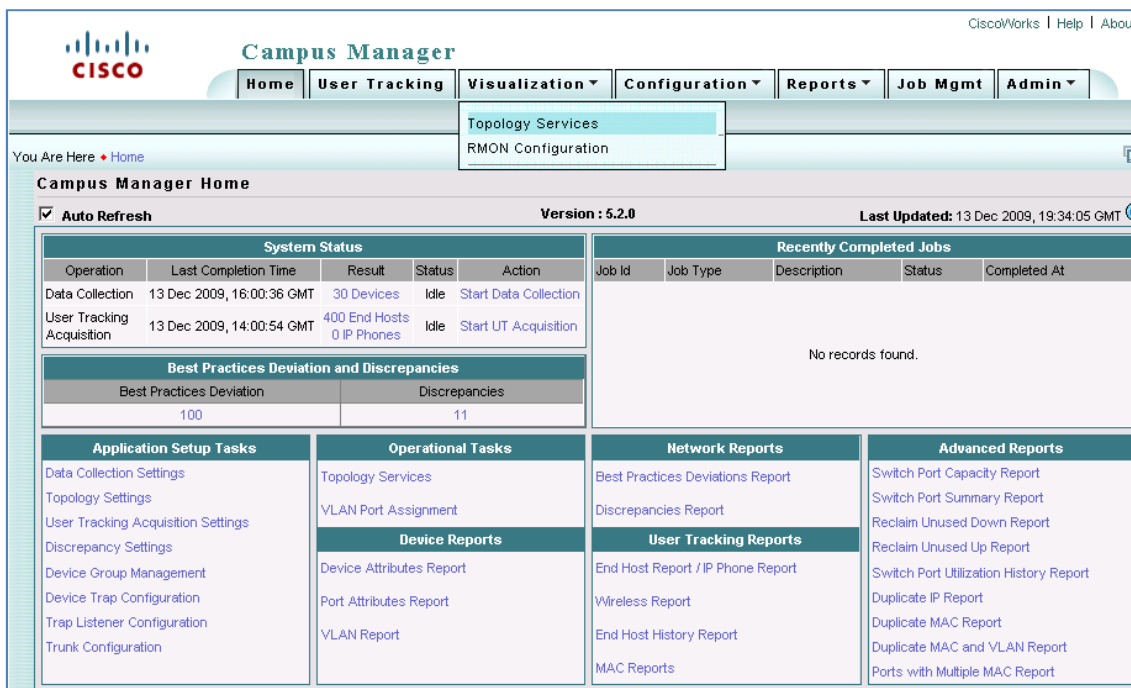 CiscoWorks | Help |
CISCO
Campus Manager
Home User Tracking Visualization Configuration Reports Job Mgmt Admin
Topology Services
RMON Configuration
You Are Here Home
Campus Manager Home
Auto Refresh Version : 5.2.0 Last Updated: 13 Dec 2009, 19:34:05 GMT
System Status
Operation Last Completion Time Result Status Action
Data Collection 13 Dec 2009, 16:00:36 GMT 30 Devices Idle Start Data Collection
User Tracking Acquisition 13 Dec 2009, 14:00:54 GMT 400 End Hosts 0 IP Phones Idle Start UT Acquisition
Recently Completed Jobs
Job Id Job Type Description Status Completed At
No records found.
Best Practices Deviation and Discrepancies
Best Practices Deviation Discrepancies
100 11
Application Setup Tasks
Data Collection Settings
Topology Settings
User Tracking Acquisition Settings
Discrepancy Settings
Device Group Management
Device Trap Configuration
Trap Listener Configuration
Trunk Configuration
Operational Tasks
Topology Services
VLAN Port Assignment
Device Reports
Device Attributes Report
Port Attributes Report
VLAN Report
Network Reports
Best Practices Deviations Report
Discrepancies Report
User Tracking Reports
End Host Report / IP Phone Report
Wireless Report
End Host History Report
MAC Reports
Advanced Reports
Switch Port Capacity Report
Switch Port Summary Report
Reclaim Unused Down Report
Reclaim Unused Up Report
Switch Port Utilization History Report
Duplicate IP Report
Duplicate MAC Report
Duplicate MAC and VLAN Report
Ports with Multiple MAC Report